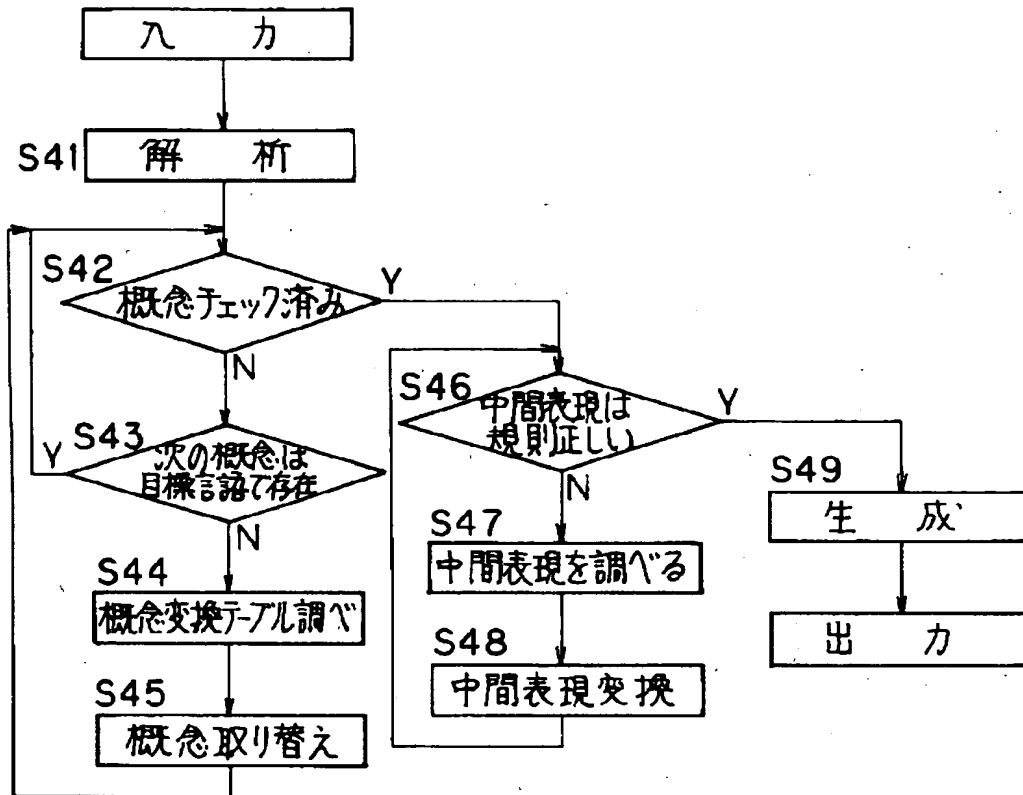 入 力
S41
解 析
S42
概念チェック済み
Y
N
S43
次の概念は
目標言語で存在
Y
N
S44
概念変換テーブル調べ
S45
概念取り替え
S46
中間表現は
規則正しい
Y
N
S47
中間表現を調べる
S48
中間表現変換
S49
生 成
出 力